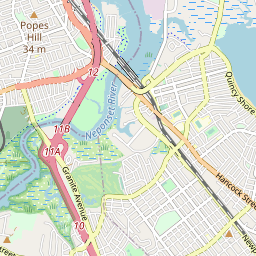 Popes
Hill
34 m
12
Quincy Shore
Neponset River
11B
11A
Granite Avenue
Hancock Street
10